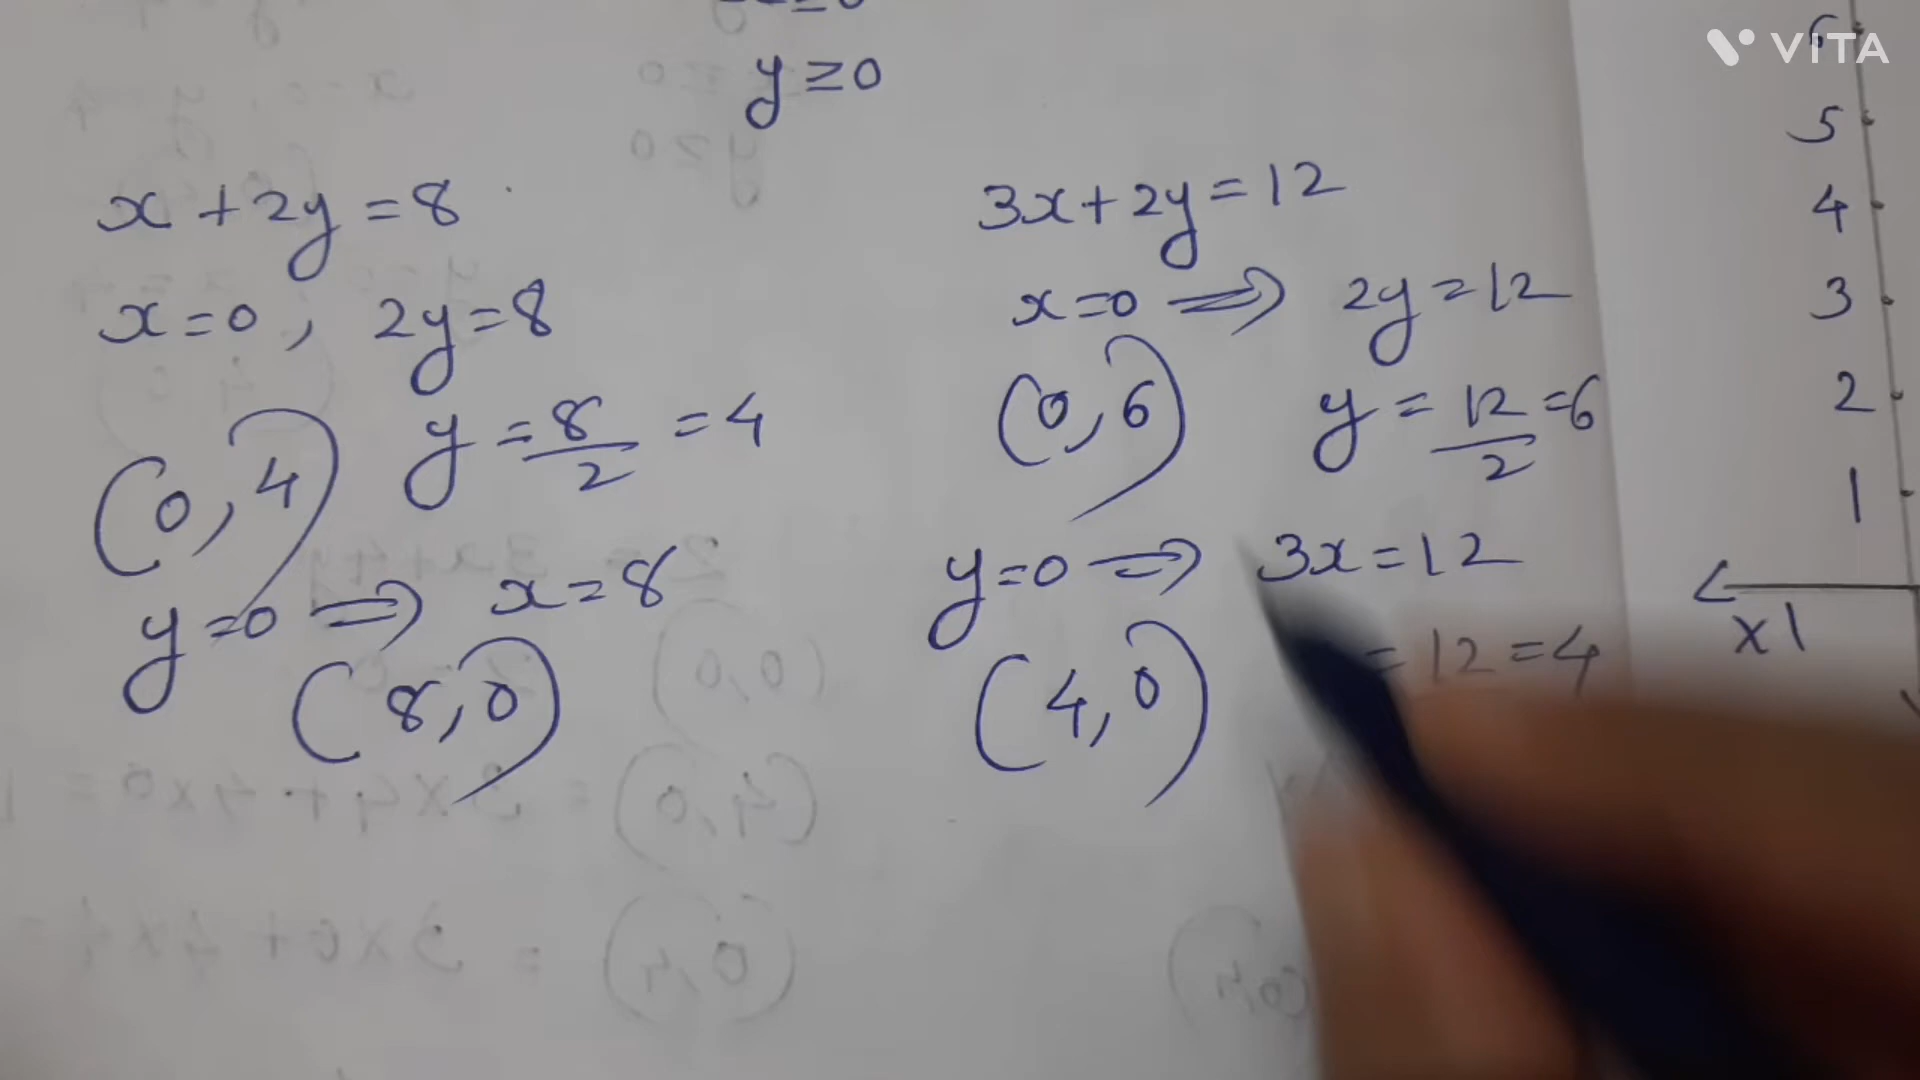 y ≥ 0
x + 2y = 8
x = 0 , 2y = 8
y = 8/2 = 4
(0, 4)
y = 0 ⟹ x = 8
(8, 0)
3x + 2y = 12
x = 0 ⟹ 2y = 12
(0, 6) y = 12/2 = 6
y = 0 ⟹ 3x = 12
= 12 = 4
(4, 0)
VITA
6
5
4
3
2
1
x1